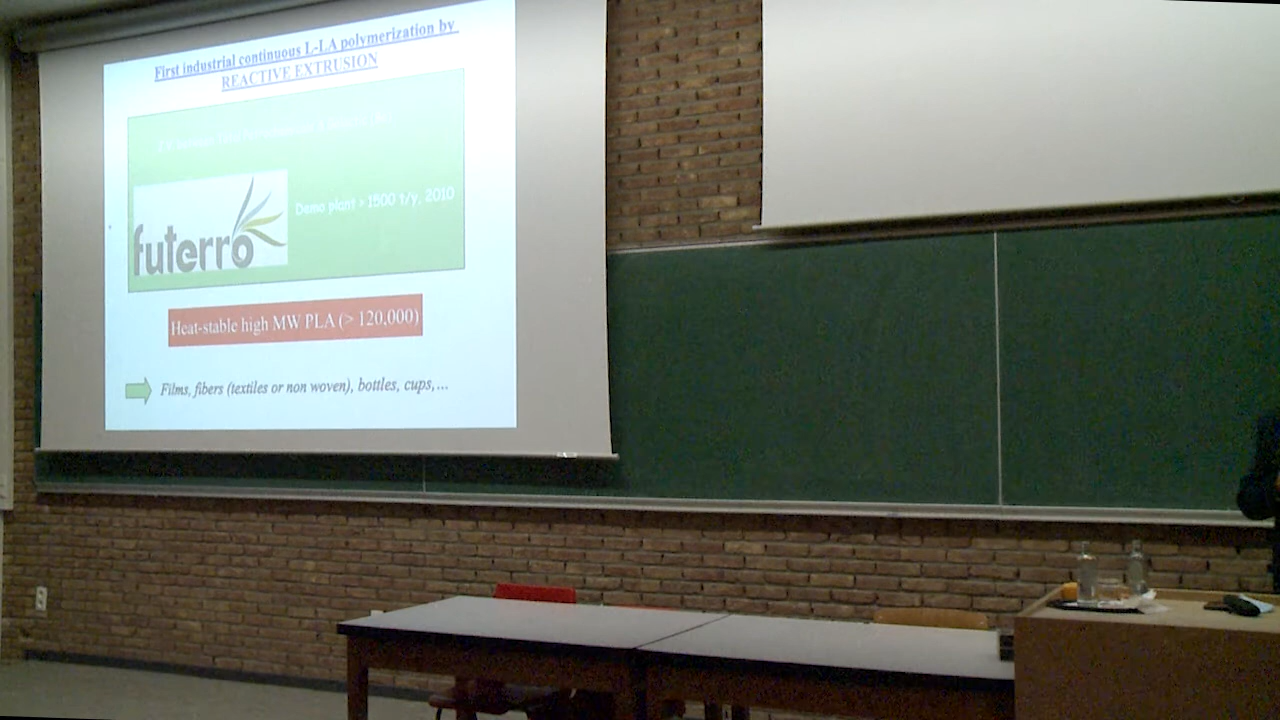 First industrial continuous L-LA polymerization by
REACTIVE EXTRUSION
futerro
Demo plant > 1500 t/y, 2010
Heat-stable high MW PLA (> 120,000)
Films, fibers (textiles or non woven), bottles, cups,…